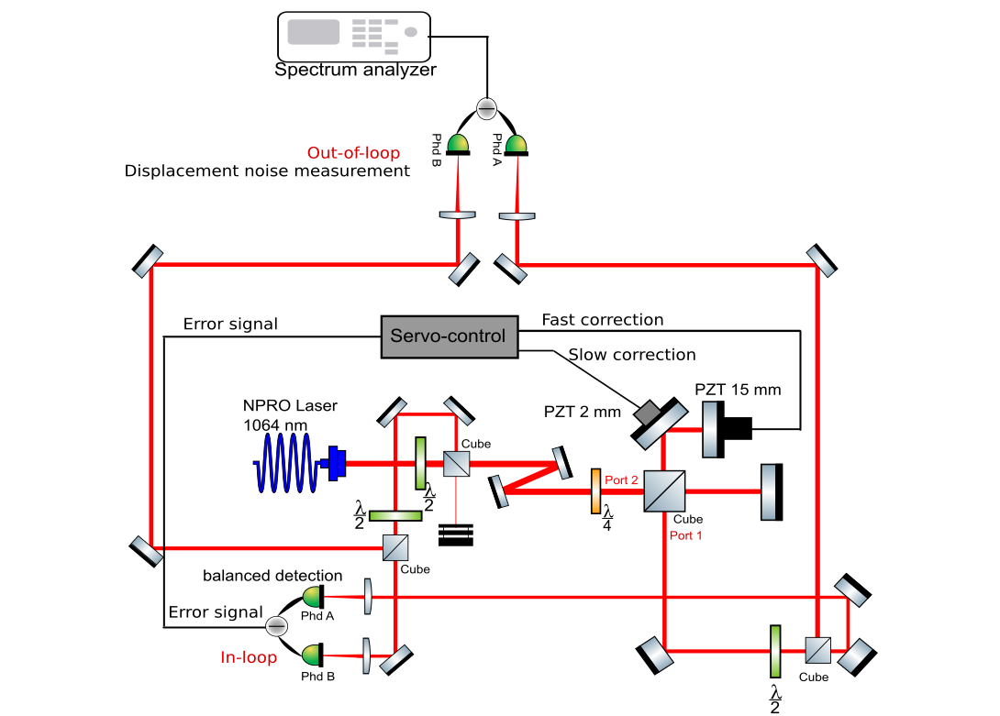 Spectrum analyzer
Phd B
Phd A
Out-of-loop
Displacement noise measurement
Error signal
Servo-control
Fast correction
Slow correction
PZT 15 mm
PZT 2 mm
NPRO Laser
1064 nm
Cube
λ
2
λ
2
Port 2
λ
4
Cube
Port 1
Cube
balanced detection
Error signal
Phd A
In-loop
Phd B
Cube
λ
2